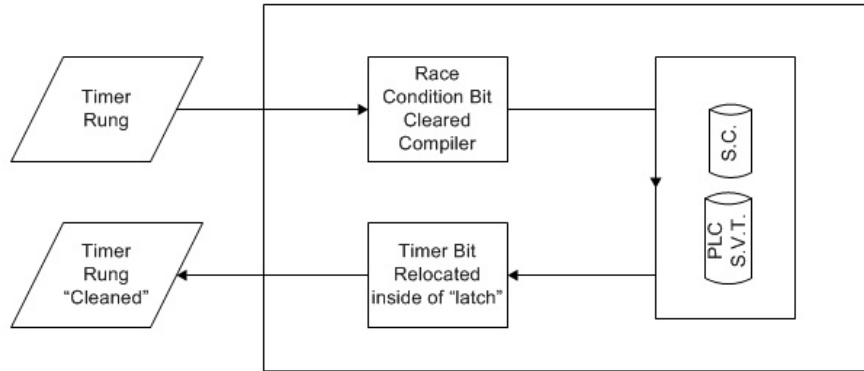 Timer
Rung
Race
Condition Bit
Cleared
Compiler
S.C.
PLC
S.V.T.
Timer
Rung
“Cleaned”
Timer Bit
Relocated
inside of “latch”